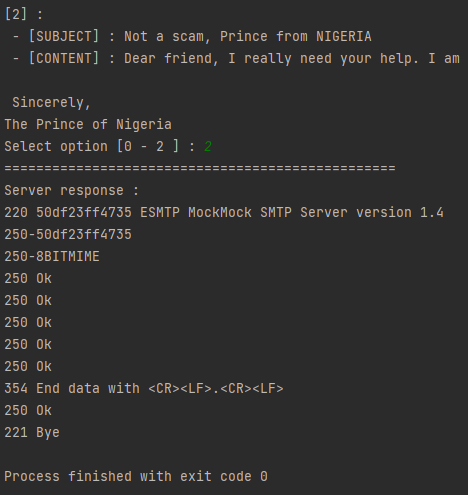 [2] :
 - [SUBJECT] : Not a scam, Prince from NIGERIA
 - [CONTENT] : Dear friend, I really need your help. I am
 Sincerely,
The Prince of Nigeria
Select option [0 - 2 ] : 2
=================================================
Server response :
220 50df23ff4735 ESMTP MockMock SMTP Server version 1.4
250-50df23ff4735
250-8BITMIME
250 Ok
250 Ok
250 Ok
250 Ok
250 Ok
354 End data with <CR><LF>.<CR><LF>
250 Ok
221 Bye
Process finished with exit code 0